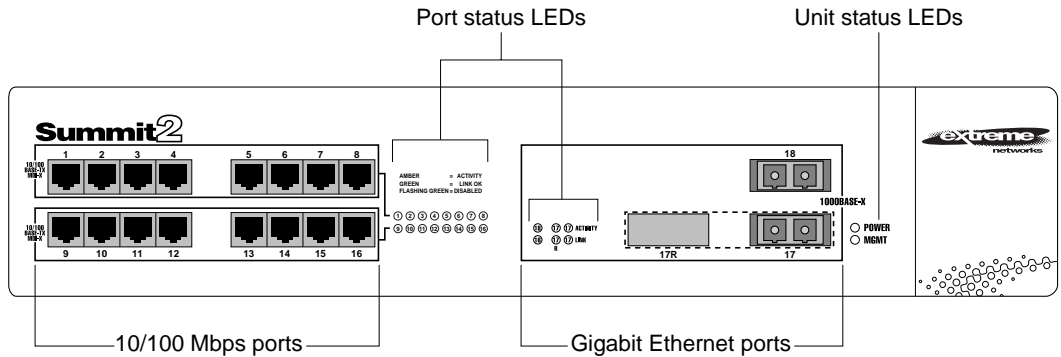 Port status LEDs
Unit status LEDs
Summit2
1 2 3 4 5 6 7 8
10/100
BASE-TX
MDI-X
AMBER = ACTIVITY
GREEN = LINK OK
FLASHING GREEN = DISABLED
1 2 3 4 5 6 7 8
9 10 11 12 13 14 15 16
10/100
BASE-TX
MDI-X
9 10 11 12 13 14 15 16
18
1000BASE-X
18 17 17 ACTIVITY
18 17 17 LINK
R
17R
17
POWER
MGMT
extreme
networks
10/100 Mbps ports
Gigabit Ethernet ports